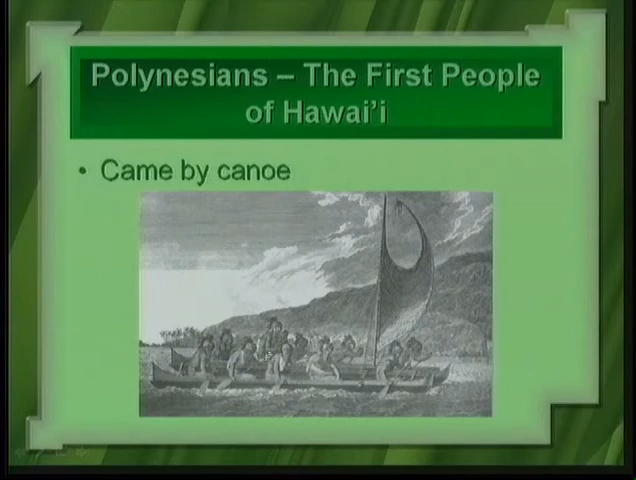 Polynesians – The First People
of Hawai'i
• Came by canoe